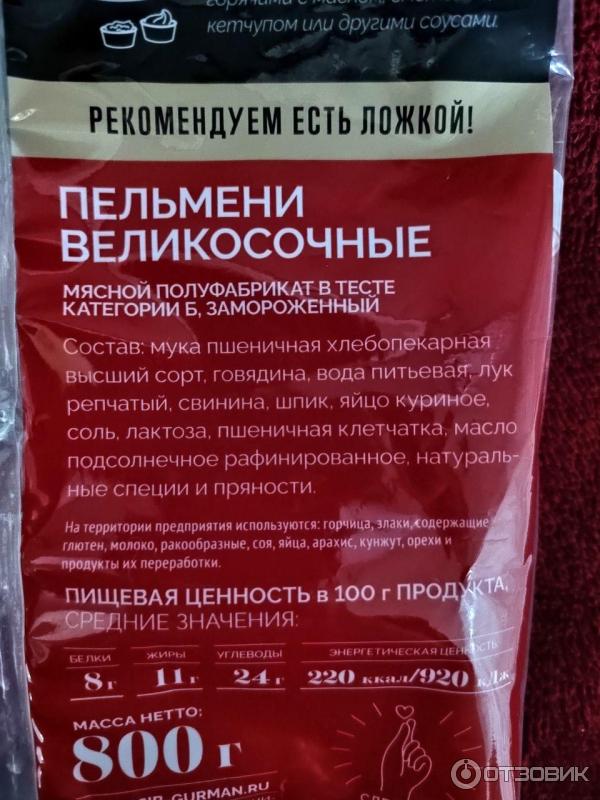 кетчупом или другими соусами.
РЕКОМЕНДУЕМ ЕСТЬ ЛОЖКОЙ!
ПЕЛЬМЕНИ
ВЕЛИКОСОЧНЫЕ
МЯСНОЙ ПОЛУФАБРИКАТ В ТЕСТЕ
КАТЕГОРИИ Б, ЗАМОРОЖЕННЫЙ
Состав: мука пшеничная хлебопекарная
высший сорт, говядина, вода питьевая, лук
репчатый, свинина, шпик, яйцо куриное,
соль, лактоза, пшеничная клетчатка, масло
подсолнечное рафинированное, натураль-
ные специи и пряности.
На территории предприятия используются: горчица, злаки, содержащие
глютен, молоко, ракообразные, соя, яйца, арахис, кунжут, орехи и
продукты их переработки.
ПИЩЕВАЯ ЦЕННОСТЬ в 100 г ПРОДУКТА,
СРЕДНИЕ ЗНАЧЕНИЯ:
БЕЛКИ ЖИРЫ УГЛЕВОДЫ ЭНЕРГЕТИЧЕСКАЯ ЦЕННОСТЬ
8 г 11 г 24 г 220 ккал/920 кДж
МАССА НЕТТО:
800 г
GURMAN.RU
ОТЗОВИК